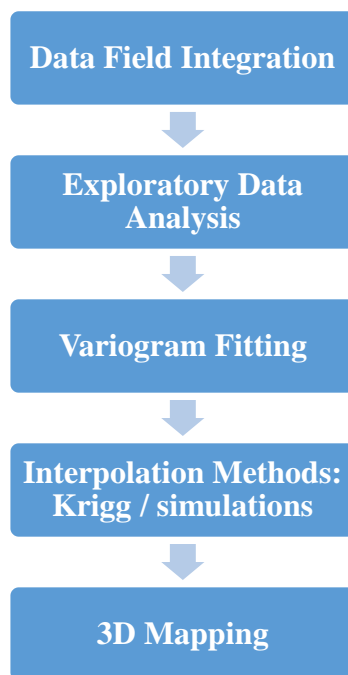 Data Field Integration
Exploratory Data
Analysis
Variogram Fitting
Interpolation Methods:
Krigg / simulations
3D Mapping